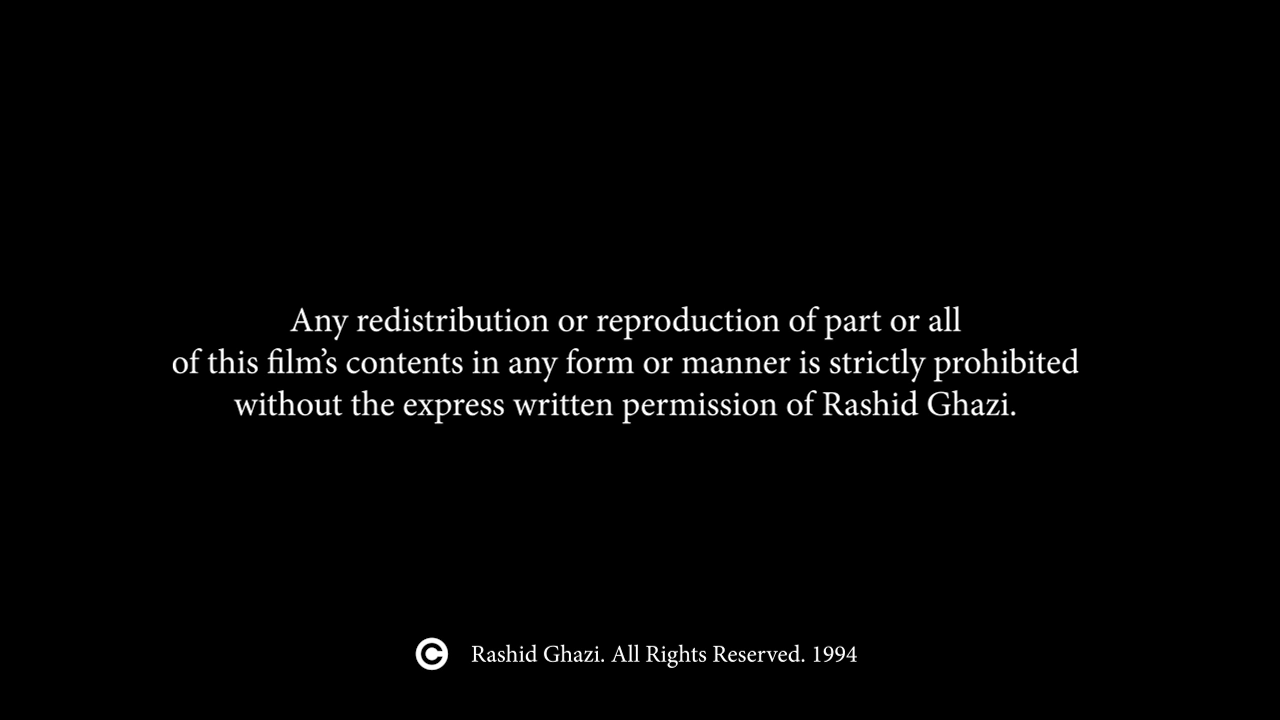 Any redistribution or reproduction of part or all
of this film’s contents in any form or manner is strictly prohibited
without the express written permission of Rashid Ghazi.
© Rashid Ghazi. All Rights Reserved. 1994